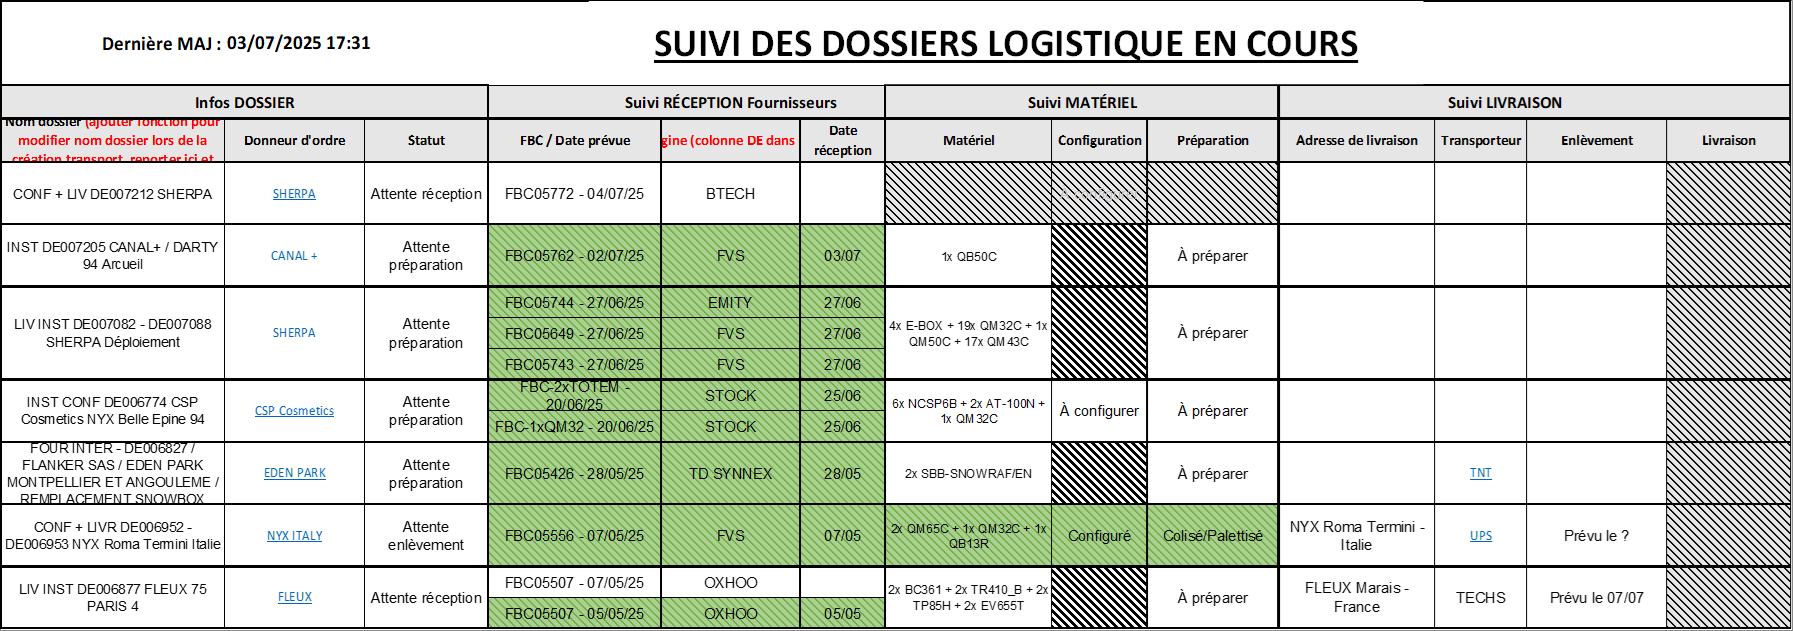 Dernière MAJ : 03/07/2025 17:31
SUIVI DES DOSSIERS LOGISTIQUE EN COURS
Infos DOSSIER
Suivi RÉCEPTION Fournisseurs
Suivi MATÉRIEL
Suivi LIVRAISON
Nom dossier (ajouter fonction pour
modifier nom dossier lors de la
création transport, reporter ici et
Donneur d'ordre
Statut
FBC / Date prévue
gine (colonne DE dans
Date
réception
Matériel
Configuration
Préparation
Adresse de livraison
Transporteur
Enlèvement
Livraison
CONF + LIV DE007212 SHERPA
SHERPA
Attente réception
FBC05772 - 04/07/25
BTECH
INST DE007205 CANAL+ / DARTY
94 Arcueil
CANAL +
Attente
préparation
FBC05762 - 02/07/25
FVS
03/07
1x QB50C
À préparer
LIV INST DE007082 - DE007088
SHERPA Déploiement
SHERPA
Attente
préparation
FBC05744 - 27/06/25
EMITY
27/06
FBC05649 - 27/06/25
FVS
27/06
FBC05743 - 27/06/25
FVS
27/06
4x E-BOX + 19x QM32C + 1x
QM50C + 17x QM43C
À préparer
INST CONF DE006774 CSP
Cosmetics NYX Belle Epine 94
CSP Cosmetics
Attente
préparation
FBC-2xTOTEM -
20/06/25
STOCK
25/06
FBC-1xQM32 - 20/06/25
STOCK
25/06
6x NCSP6B + 2x AT-100N +
1x QM32C
À configurer
À préparer
FOUR INTER - DE006827 /
FLANKER SAS / EDEN PARK
MONTPELLIER ET ANGOULEME /
REMPLACEMENT SNOWBOX
EDEN PARK
Attente
préparation
FBC05426 - 28/05/25
TD SYNNEX
28/05
2x SBB-SNOWRAF/EN
À préparer
TNT
CONF + LIVR DE006952 -
DE006953 NYX Roma Termini Italie
NYX ITALY
Attente
enlèvement
FBC05556 - 07/05/25
FVS
07/05
2x QM65C + 1x QM32C + 1x
QB13R
Configuré
Colisé/Palettisé
NYX Roma Termini -
Italie
UPS
Prévu le ?
LIV INST DE006877 FLEUX 75
PARIS 4
FLEUX
Attente réception
FBC05507 - 07/05/25
OXHOO
FBC05507 - 05/05/25
OXHOO
05/05
2x BC361 + 2x TR410_B + 2x
TP85H + 2x EV655T
À préparer
FLEUX Marais -
France
TECHS
Prévu le 07/07